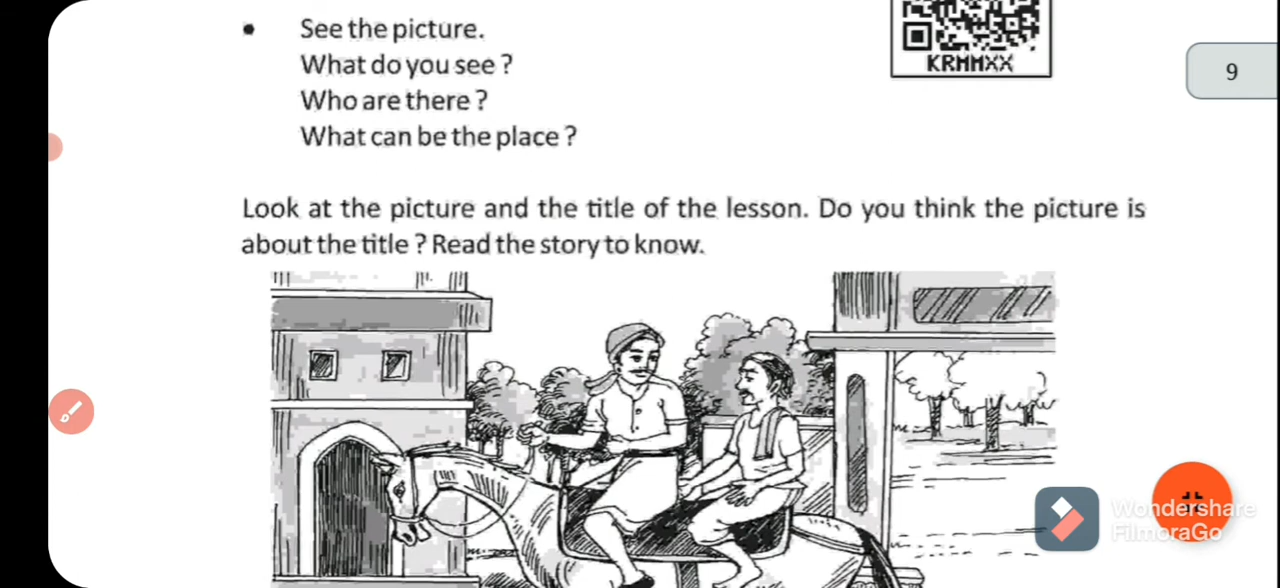 See the picture.
What do you see ?
Who are there ?
What can be the place ?
KRMMXX
9
Look at the picture and the title of the lesson. Do you think the picture is
about the title ? Read the story to know.
Wondershare
FilmoraGo